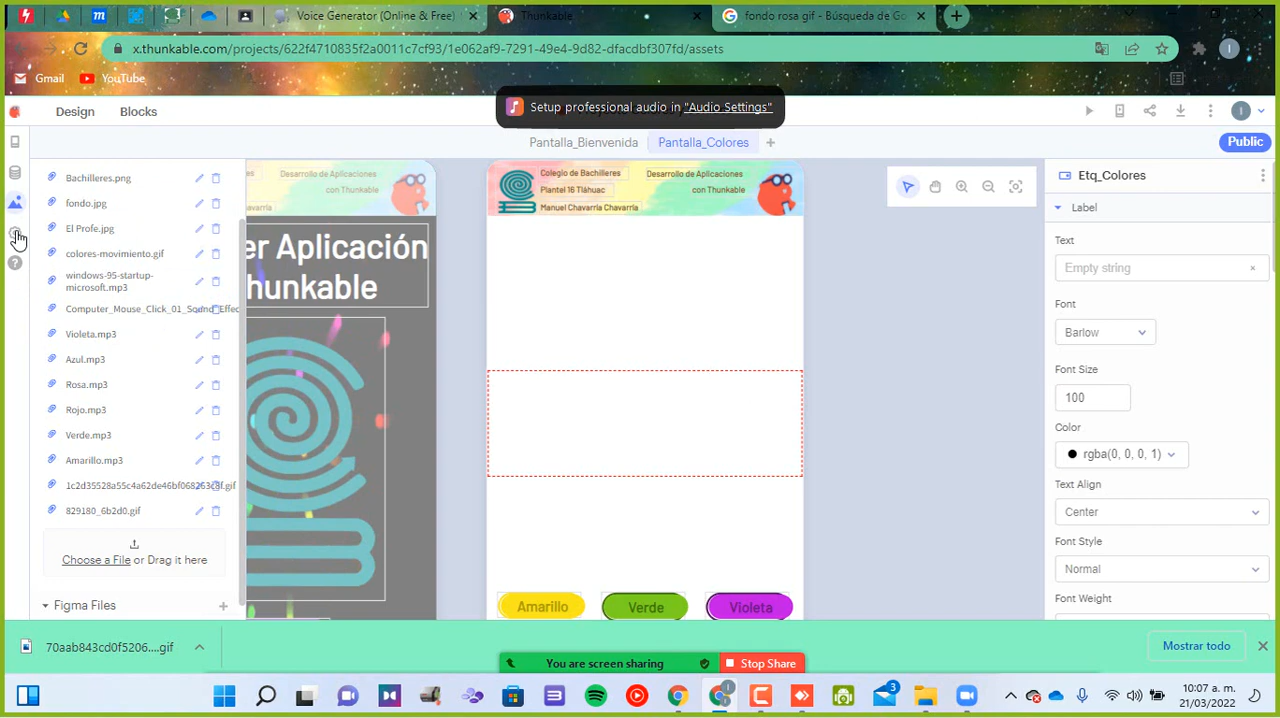 Voice Generator (Online & Free)
Thunkable
fondo rosa gif - Búsqueda de Go
x.thunkable.com/projects/622f4710835f2a0011c7cf93/1e062af9-7291-49e4-9d82-dfacdbf307fd/assets
Gmail
YouTube
Setup professional audio in "Audio Settings"
Design
Blocks
Public
Pantalla_Bienvenida
Pantalla_Colores
Bachilleres.png
fondo.jpg
El Profe.jpg
colores-movimiento.gif
windows-95-startup-
microsoft.mp3
Computer_Mouse_Click_01_Sound_Effec
Violeta.mp3
Azul.mp3
Rosa.mp3
Rojo.mp3
Verde.mp3
Amarillo.mp3
829180_6b2d0.gif
Choose a File or Drag it here
Figma Files
Desarrollo de Aplicaciones
con Thunkable
er Aplicación
hunkable
Colegio de Bachilleres
Plantel 16 Tláhuac
Manuel Chavarría Chavarría
Desarrollo de Aplicaciones
con Thunkable
Amarillo
Verde
Violeta
Etq_Colores
Label
Text
Empty string
Font
Barlow
Font Size
100
Color
rgba(0, 0, 0, 1)
Text Align
Center
Font Style
Normal
Font Weight
70aab843cd0f5206....gif
Mostrar todo
You are screen sharing
Stop Share
3
10:07 a. m.
21/03/2022